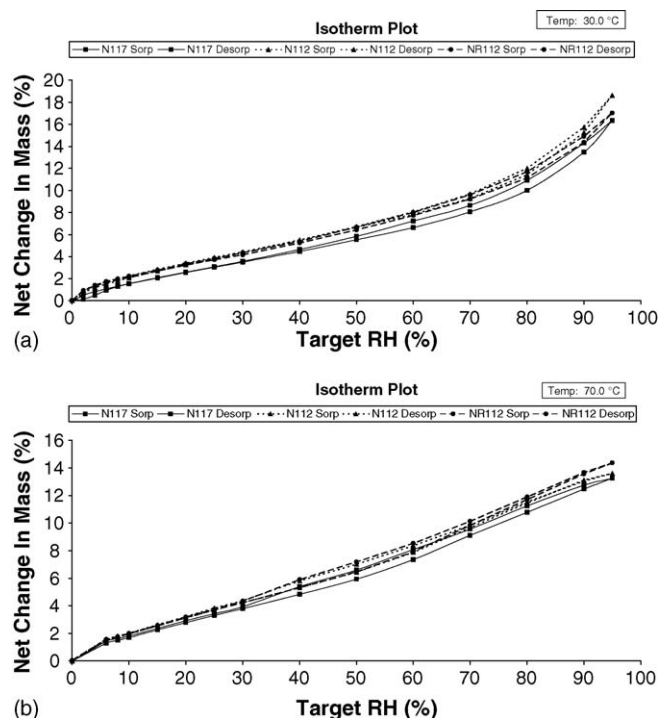 Isotherm Plot
Temp: 30.0 °C
N117 Sorp N117 Desorp N112 Sorp N112 Desorp NR112 Sorp NR112 Desorp
Net Change In Mass (%)
20
18
16
14
12
10
8
6
4
2
0
0 10 20 30 40 50 60 70 80 90 100
(a)
Target RH (%)
Isotherm Plot
Temp: 70.0 °C
N117 Sorp N117 Desorp N112 Sorp N112 Desorp NR112 Sorp NR112 Desorp
Net Change In Mass (%)
16
14
12
10
8
6
4
2
0
0 10 20 30 40 50 60 70 80 90 100
(b)
Target RH (%)